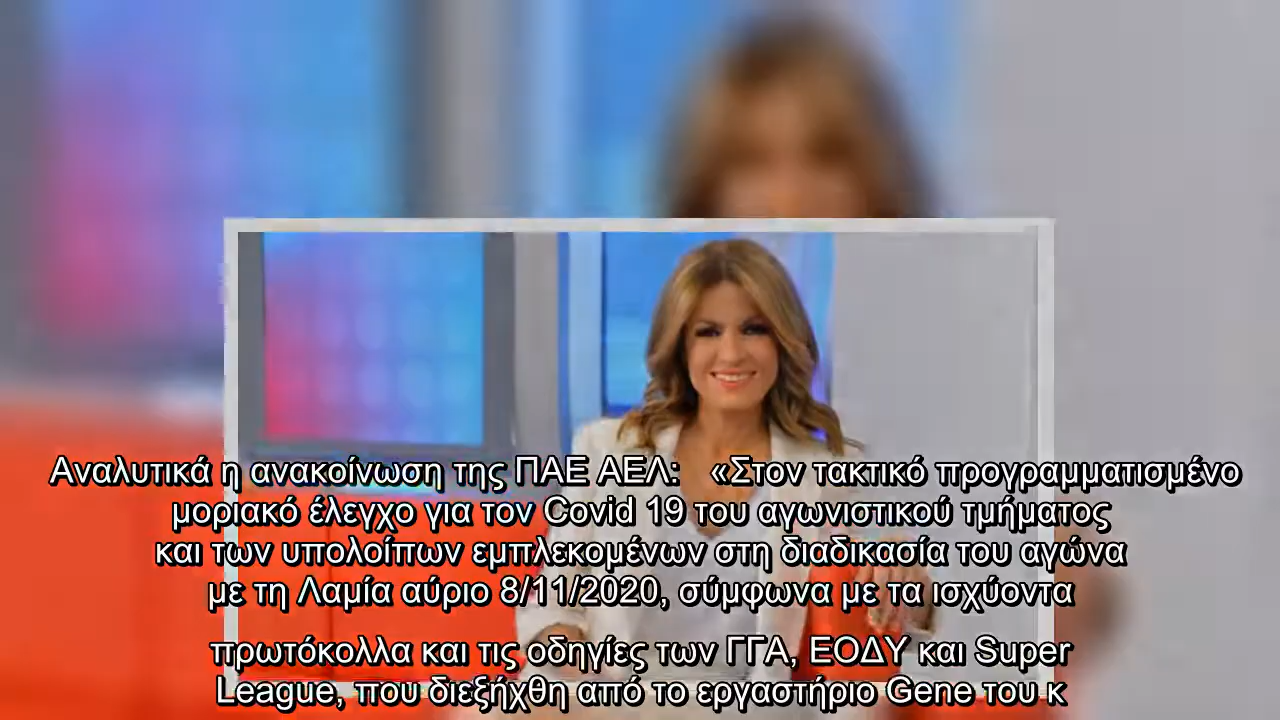 Αναλυτικά η ανακοίνωση της ΠΑΕ ΑΕΛ: «Στον τακτικό προγραμματισμένο
μοριακό έλεγχο για τον Covid 19 του αγωνιστικού τμήματος
και των υπολοίπων εμπλεκομένων στη διαδικασία του αγώνα
με τη Λαμία αύριο 8/11/2020, σύμφωνα με τα ισχύοντα
πρωτόκολλα και τις οδηγίες των ΓΓΑ, ΕΟΔΥ και Super
League, που διεξήχθη από το εργαστήριο Gene του κ